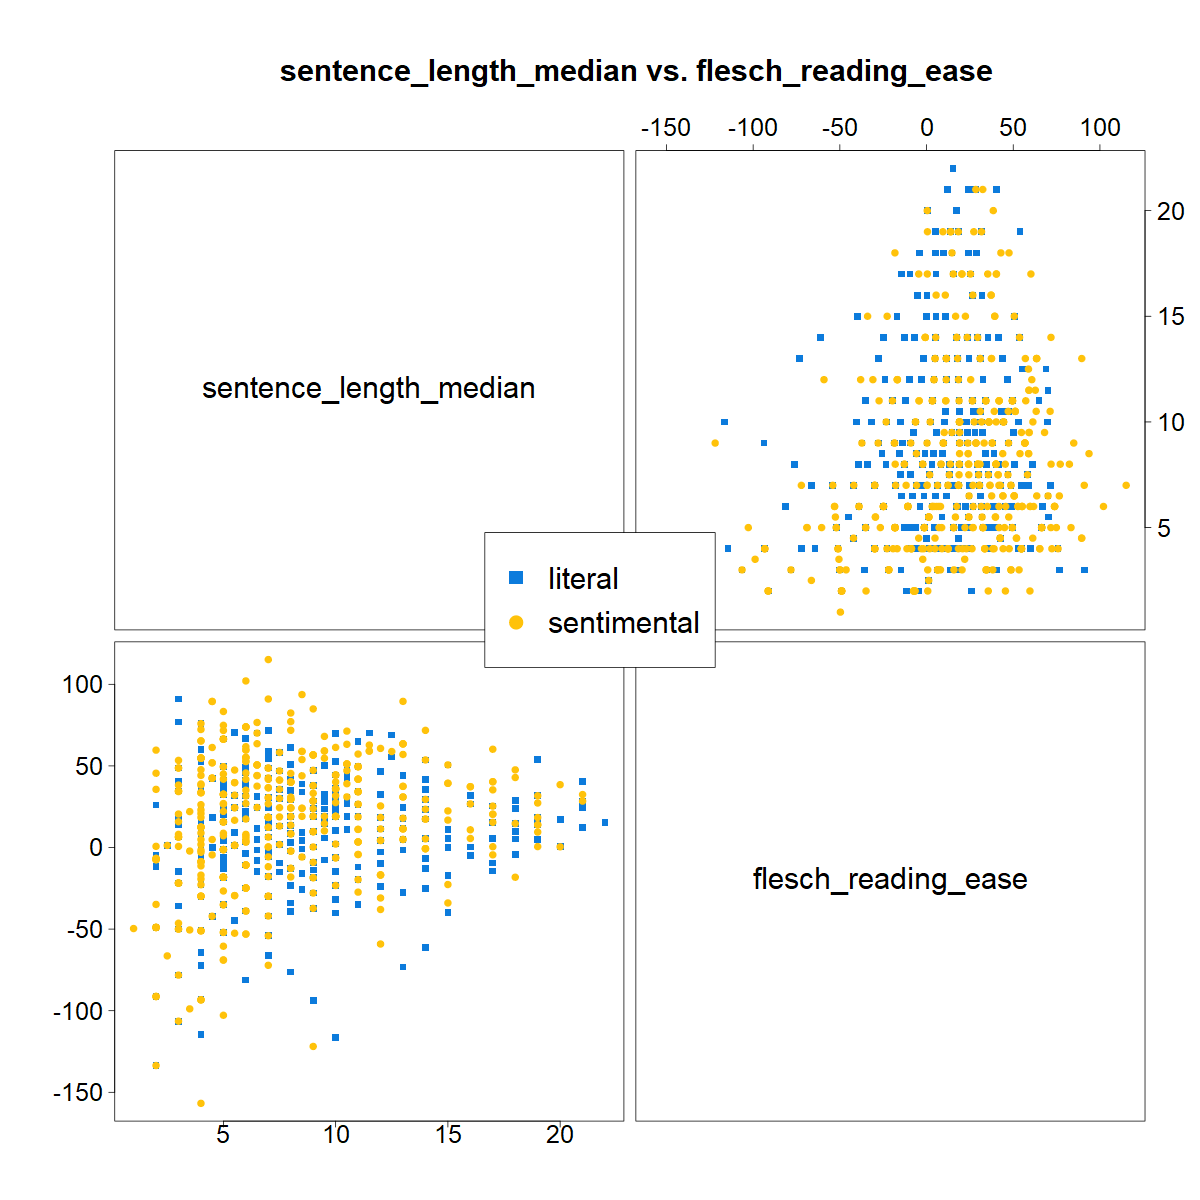 sentence_length_median vs. flesch_reading_ease
-150 -100 -50 0 50 100
20
15
10
5
sentence_length_median
literal
sentimental
flesch_reading_ease
100
50
0
-50
-100
-150
5 10 15 20